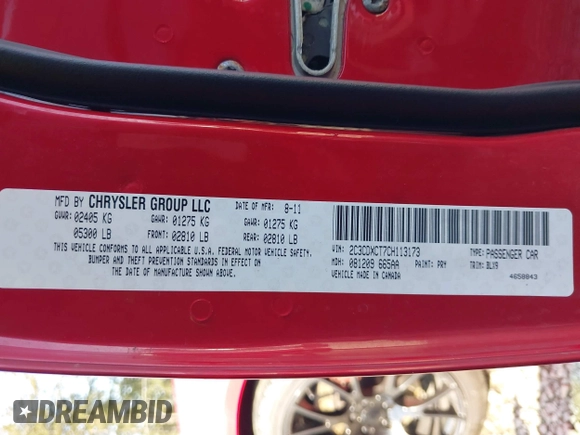 MFD BY CHRYSLER GROUP LLC DATE OF MFR: 8-11
GVWR: 02405 KG GAWR: 01275 KG GAWR: 01275 KG
05300 LB FRONT: 02810 LB REAR: 02810 LB
THIS VEHICLE CONFORMS TO ALL APPLICABLE U.S.A. FEDERAL MOTOR VEHICLE SAFETY,
BUMPER AND THEFT PREVENTION STANDARDS IN EFFECT ON
THE DATE OF MANUFACTURE SHOWN ABOVE.
VIN: 2C3CDXCT7CH113173 TYPE: PASSENGER CAR
MDH: 081209 665AA PAINT: PRY TRIM: BLX9
VEHICLE MADE IN CANADA 4658843
DREAMBID